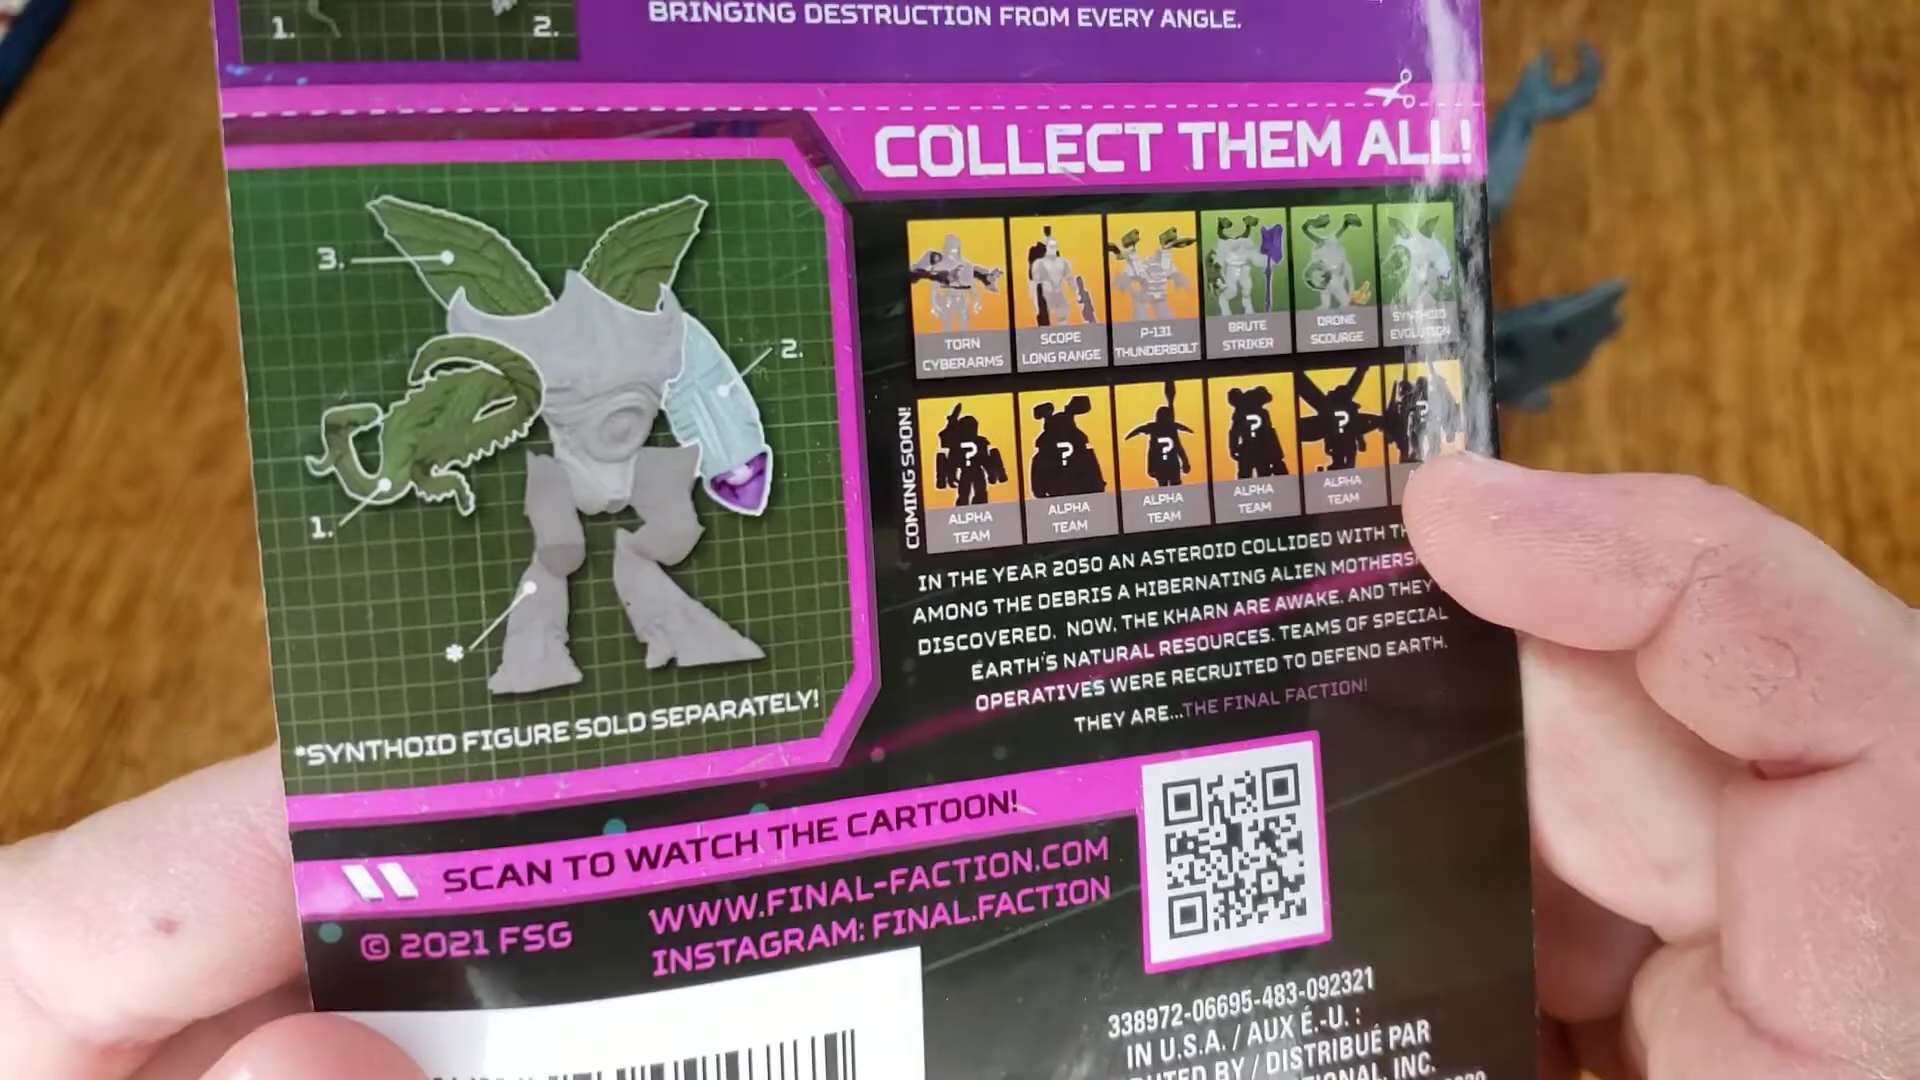 1. 2.
BRINGING DESTRUCTION FROM EVERY ANGLE.
COLLECT THEM ALL!
3.
2.
1.
*
*SYNTHOID FIGURE SOLD SEPARATELY!
TORN CYBERARMS
SCOPE LONG RANGE
P-131 THUNDERBOLT
BRUTE STRIKER
DRONE SCOURGE
SYNTHOID EVOLUTION
COMING SOON!
? ? ? ? ? ?
ALPHA TEAM
ALPHA TEAM
ALPHA TEAM
ALPHA TEAM
ALPHA TEAM
IN THE YEAR 2050 AN ASTEROID COLLIDED WITH
AMONG THE DEBRIS A HIBERNATING ALIEN
DISCOVERED. NOW, THE KHARN ARE AWAKE, AND THEY
EARTH'S NATURAL RESOURCES. TEAMS OF SPECIAL
OPERATIVES WERE RECRUITED TO DEFEND EARTH.
THEY ARE...THE FINAL FACTION!
SCAN TO WATCH THE CARTOON!
© 2021 FSG
WWW.FINAL-FACTION.COM
INSTAGRAM: FINAL.FACTION
338972-06695-483-092321
IN U.S.A. / AUX É.-U. :
BY / DISTRIBUÉ PAR
INC.